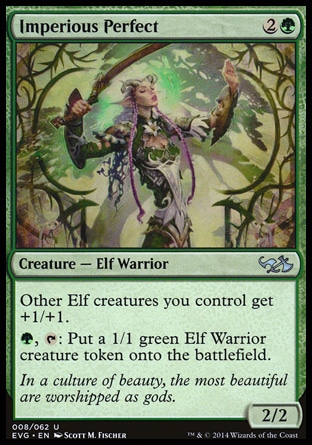 Imperious Perfect 2
Creature — Elf Warrior
Other Elf creatures you control get
+1/+1.
, : Put a 1/1 green Elf Warrior
creature token onto the battlefield.
In a culture of beauty, the most beautiful
are worshipped as gods.
2/2
008/062 U
EVG • EN Scott M. Fischer ™ & © 2014 Wizards of the Coast